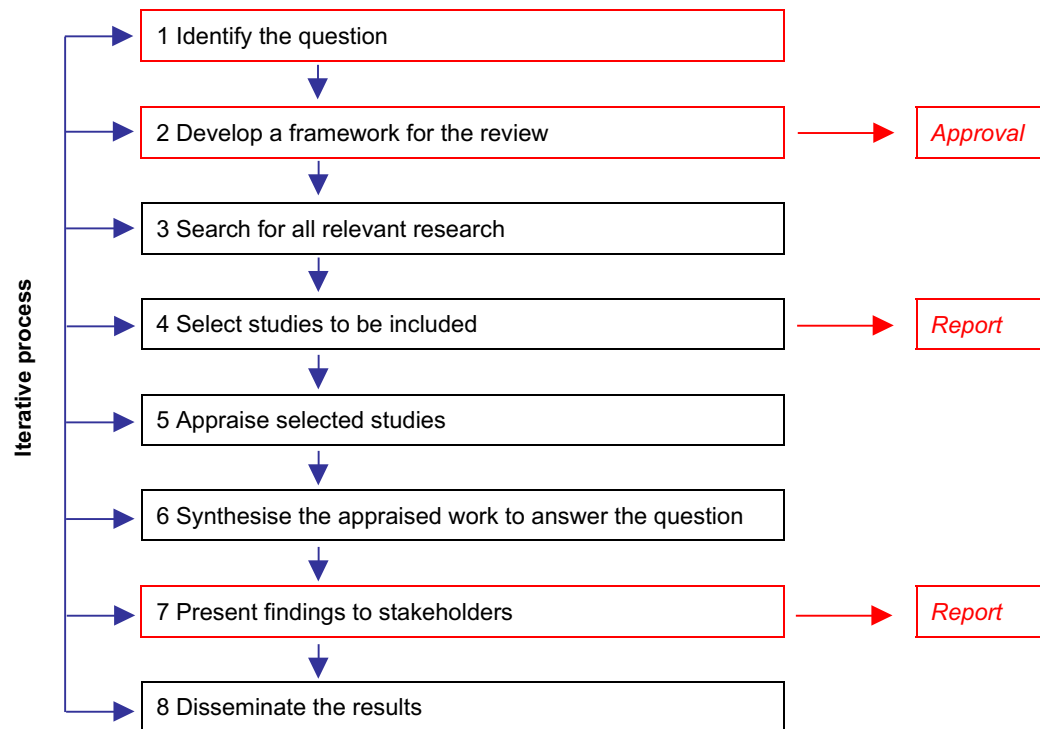 1 Identify the question
2 Develop a framework for the review
Approval
3 Search for all relevant research
4 Select studies to be included
Report
Iterative process
5 Appraise selected studies
6 Synthesise the appraised work to answer the question
7 Present findings to stakeholders
Report
8 Disseminate the results